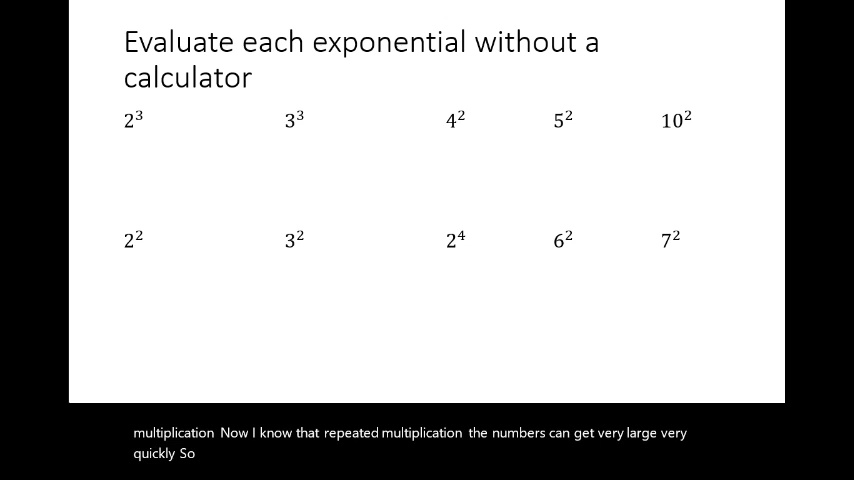 Evaluate each exponential without a
calculator
2³ 3³ 4² 5² 10²
2² 3² 2⁴ 6² 7²
multiplication Now I know that repeated multiplication the numbers can get very large very
quickly So